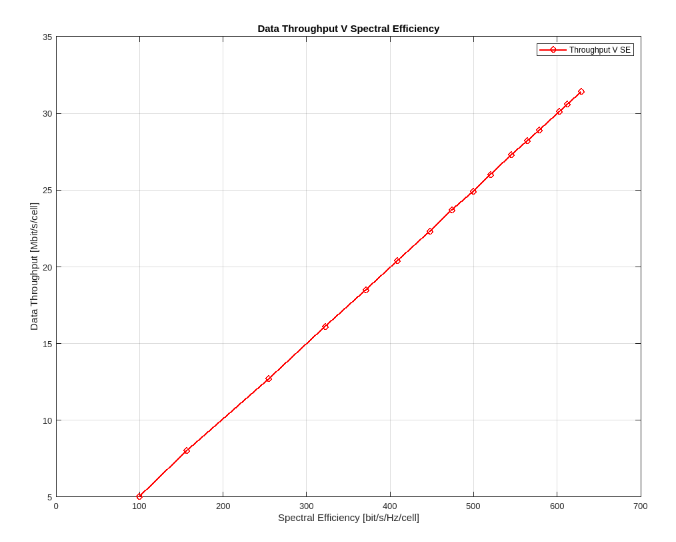 Data Throughput V Spectral Efficiency
Throughput V SE
35
30
25
20
15
10
5
Data Throughput [Mbit/s/cell]
0 100 200 300 400 500 600 700
Spectral Efficiency [bit/s/Hz/cell]